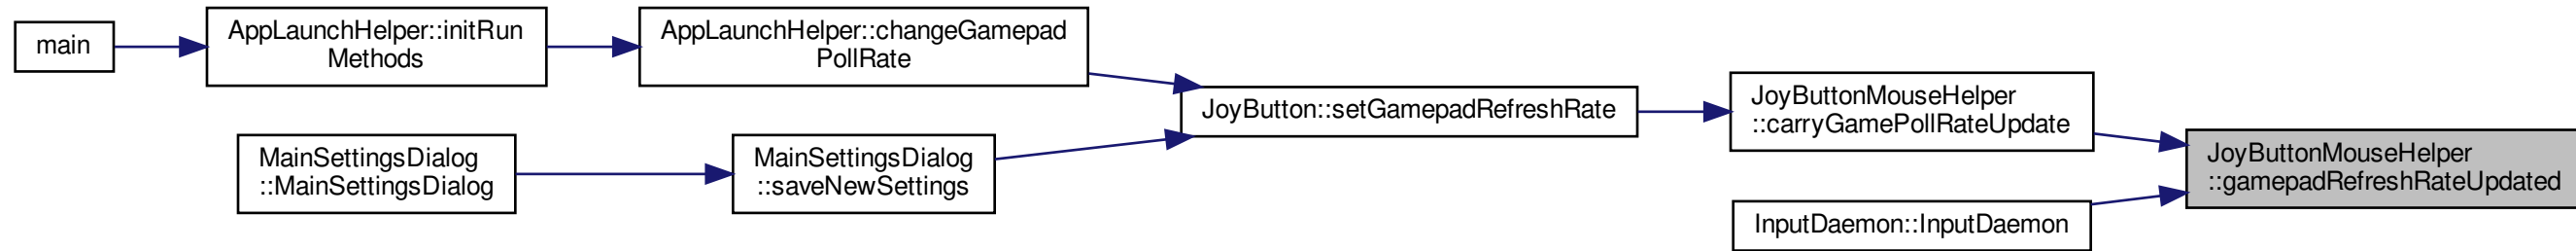 main
AppLaunchHelper::initRun
Methods
AppLaunchHelper::changeGamepad
PollRate
MainSettingsDialog
::MainSettingsDialog
MainSettingsDialog
::saveNewSettings
JoyButton::setGamepadRefreshRate
JoyButtonMouseHelper
::carryGamePollRateUpdate
InputDaemon::InputDaemon
JoyButtonMouseHelper
::gamepadRefreshRateUpdated